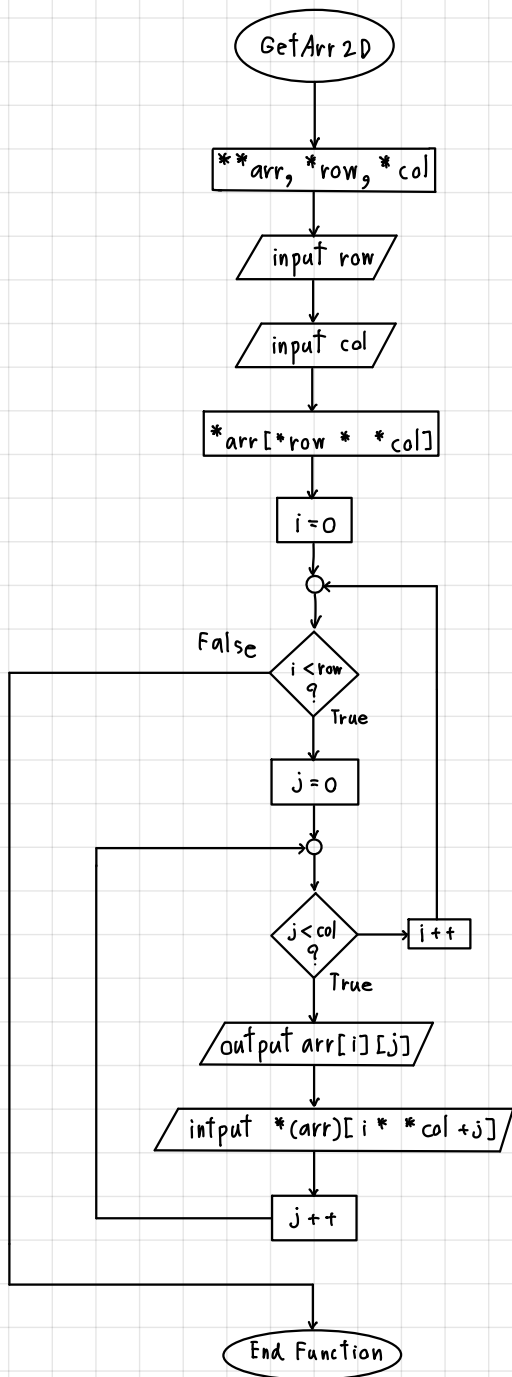 GetArr2D
**arr, *row, *col
input row
input col
*arr[*row * *col]
i=0
False
i<row
?
True
j=0
j<col
?
i++
True
output arr[i][j]
intput *(arr)[i * *col +j]
j++
End Function